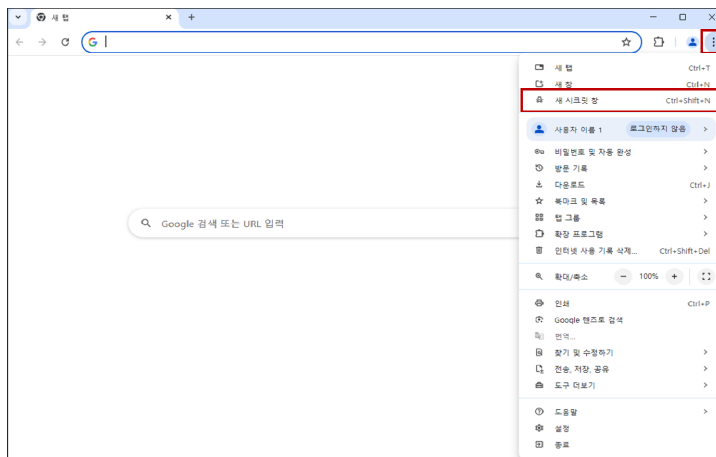 새 탭
Google 검색 또는 URL 입력
새 탭 Ctrl+T
새 창 Ctrl+N
새 시크릿 창 Ctrl+Shift+N
사용자 이름 1 로그인하지 않음
비밀번호 및 자동 완성
방문 기록
다운로드 Ctrl+J
북마크 및 목록
탭 그룹
확장 프로그램
인터넷 사용 기록 삭제... Ctrl+Shift+Del
확대/축소 − 100% +
인쇄 Ctrl+P
Google 렌즈로 검색
번역...
찾기 및 수정하기
전송, 저장, 공유
도구 더보기
도움말
설정
종료